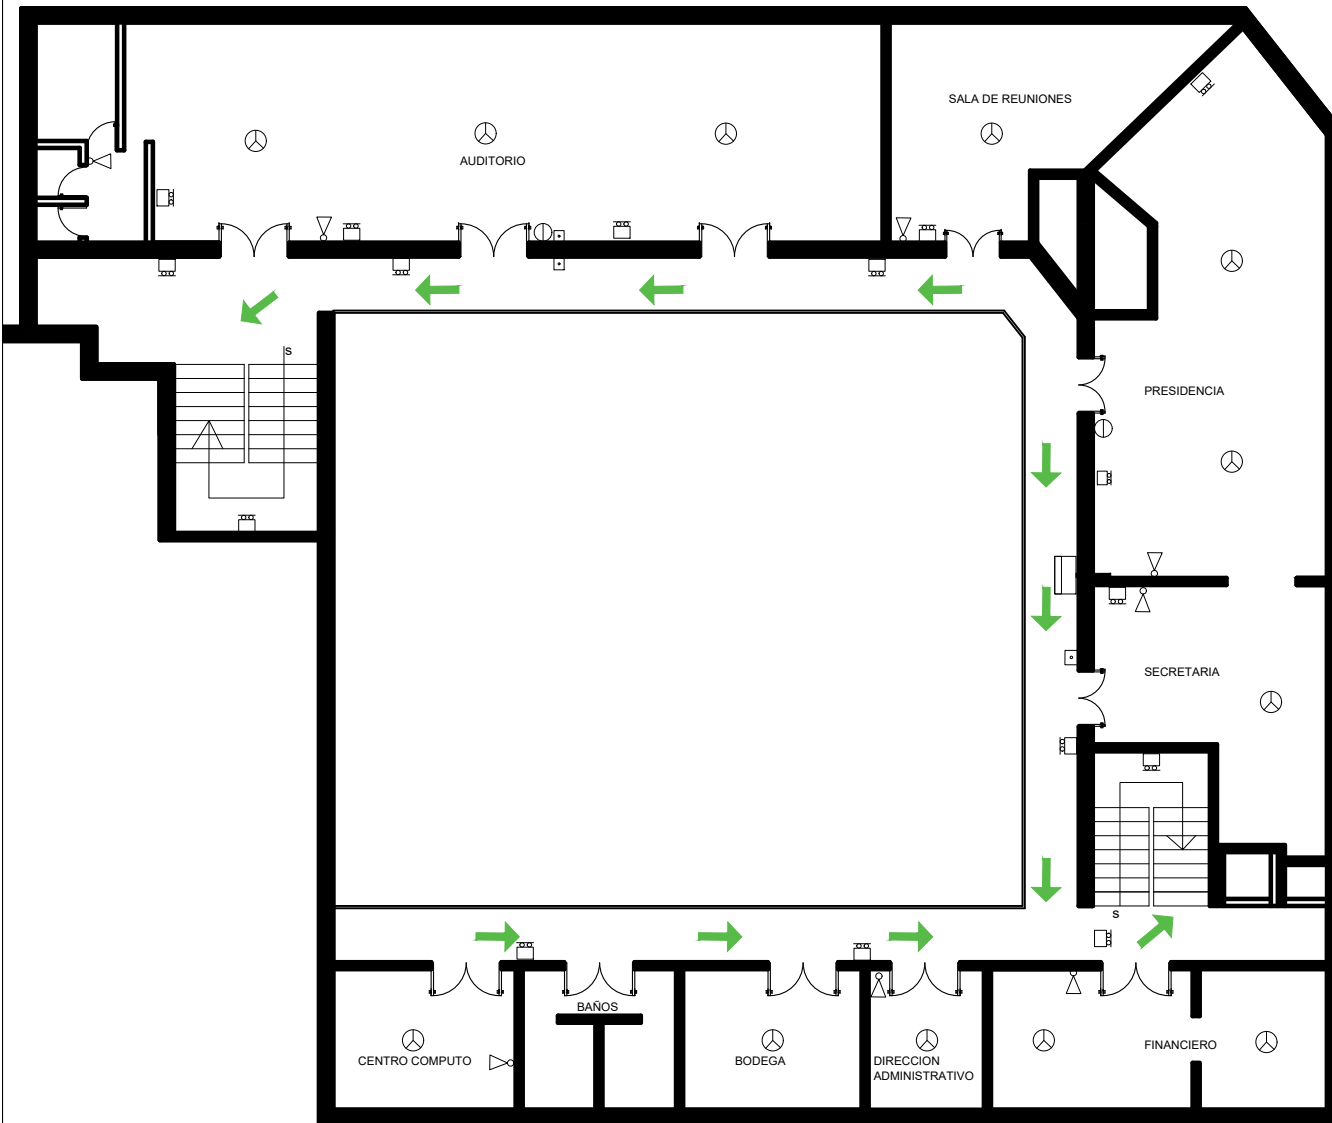 SALA DE REUNIONES
AUDITORIO
S
PRESIDENCIA
SECRETARIA
S
BAÑOS
CENTRO COMPUTO
BODEGA
DIRECCION
ADMINISTRATIVO
FINANCIERO